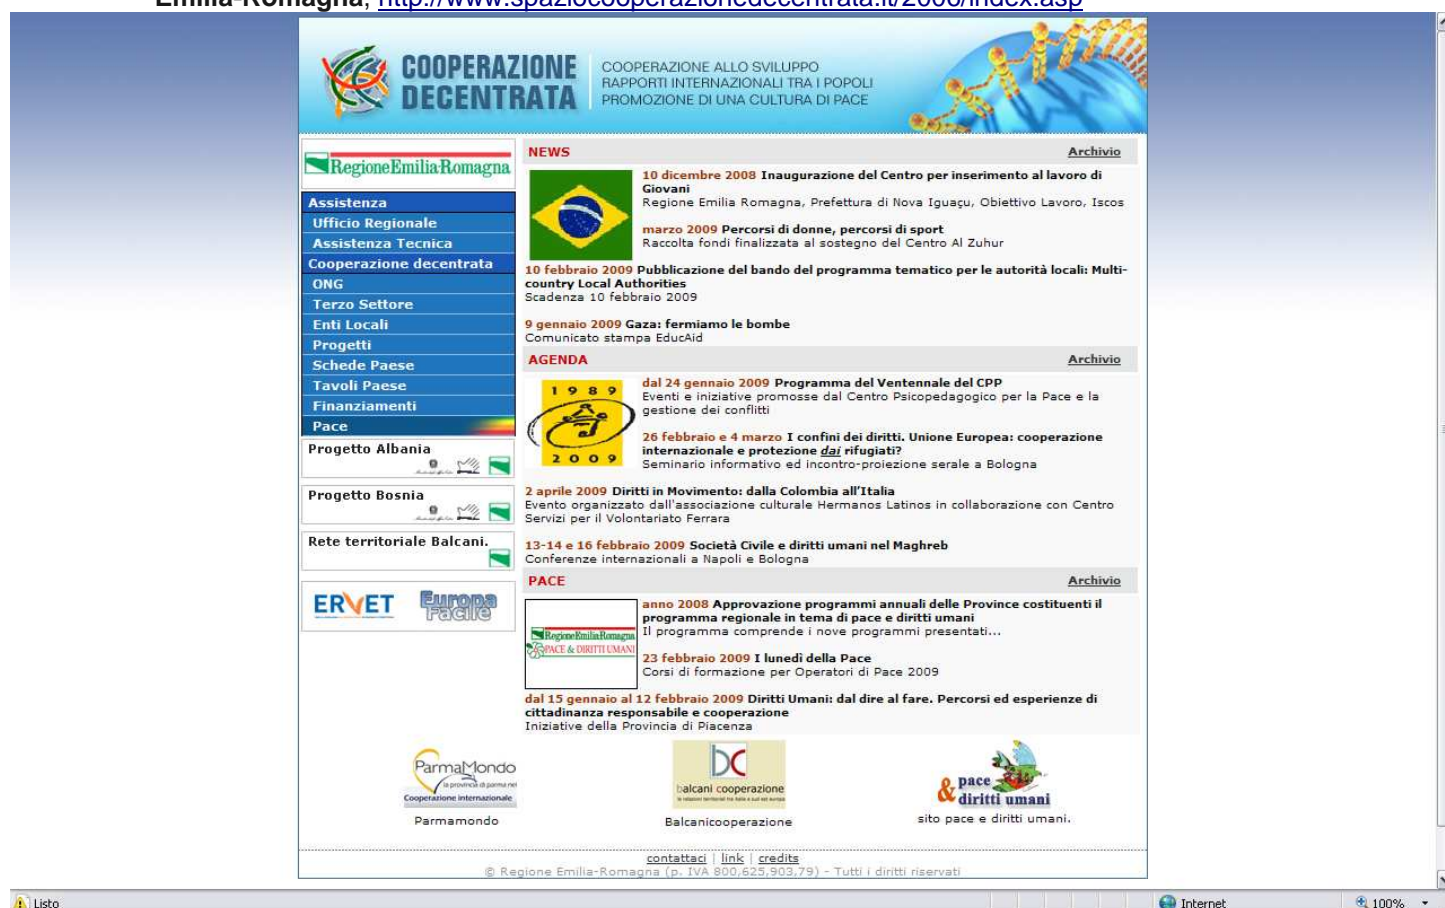 Emilia-Romagna, http://www.spaziocooperazionedecentrata.it/2006/index.asp
COOPERAZIONE
DECENTRATA
COOPERAZIONE ALLO SVILUPPO
RAPPORTI INTERNAZIONALI TRA I POPOLI
PROMOZIONE DI UNA CULTURA DI PACE
RegioneEmilia-Romagna
Assistenza
Ufficio Regionale
Assistenza Tecnica
Cooperazione decentrata
ONG
Terzo Settore
Enti Locali
Progetti
Schede Paese
Tavoli Paese
Finanziamenti
Pace
Progetto Albania
Progetto Bosnia
Rete territoriale Balcani.
ERVET
Europa
Facile
NEWS Archivio
10 dicembre 2008 Inaugurazione del Centro per inserimento al lavoro di
Giovani
Regione Emilia Romagna, Prefettura di Nova Iguaçu, Obiettivo Lavoro, Iscos
marzo 2009 Percorsi di donne, percorsi di sport
Raccolta fondi finalizzata al sostegno del Centro Al Zuhur
10 febbraio 2009 Pubblicazione del bando del programma tematico per le autorità locali: Multi-
country Local Authorities
Scadenza 10 febbraio 2009
9 gennaio 2009 Gaza: fermiamo le bombe
Comunicato stampa EducAid
AGENDA Archivio
1989
2009
dal 24 gennaio 2009 Programma del Ventennale del CPP
Eventi e iniziative promosse dal Centro Psicopedagogico per la Pace e la
gestione dei conflitti
26 febbraio e 4 marzo I confini dei diritti. Unione Europea: cooperazione
internazionale e protezione dai rifugiati?
Seminario informativo ed incontro-proiezione serale a Bologna
2 aprile 2009 Diritti in Movimento: dalla Colombia all'Italia
Evento organizzato dall'associazione culturale Hermanos Latinos in collaborazione con Centro
Servizi per il Volontariato Ferrara
13-14 e 16 febbraio 2009 Società Civile e diritti umani nel Maghreb
Conferenze internazionali a Napoli e Bologna
PACE Archivio
RegioneEmiliaRomagna
PACE & DIRITTI UMANI
anno 2008 Approvazione programmi annuali delle Province costituenti il
programma regionale in tema di pace e diritti umani
Il programma comprende i nove programmi presentati...
23 febbraio 2009 I lunedì della Pace
Corsi di formazione per Operatori di Pace 2009
dal 15 gennaio al 12 febbraio 2009 Diritti Umani: dal dire al fare. Percorsi ed esperienze di
cittadinanza responsabile e cooperazione
Iniziative della Provincia di Piacenza
ParmaMondo
la provincia di parma nel
Cooperazione internazionale
Parmamondo
bc
balcani cooperazione
Balcanicooperazione
pace
& diritti umani
sito pace e diritti umani.
contattaci | link | credits
© Regione Emilia-Romagna (p. IVA 800,625,903,79) - Tutti i diritti riservati
Listo Internet 100%